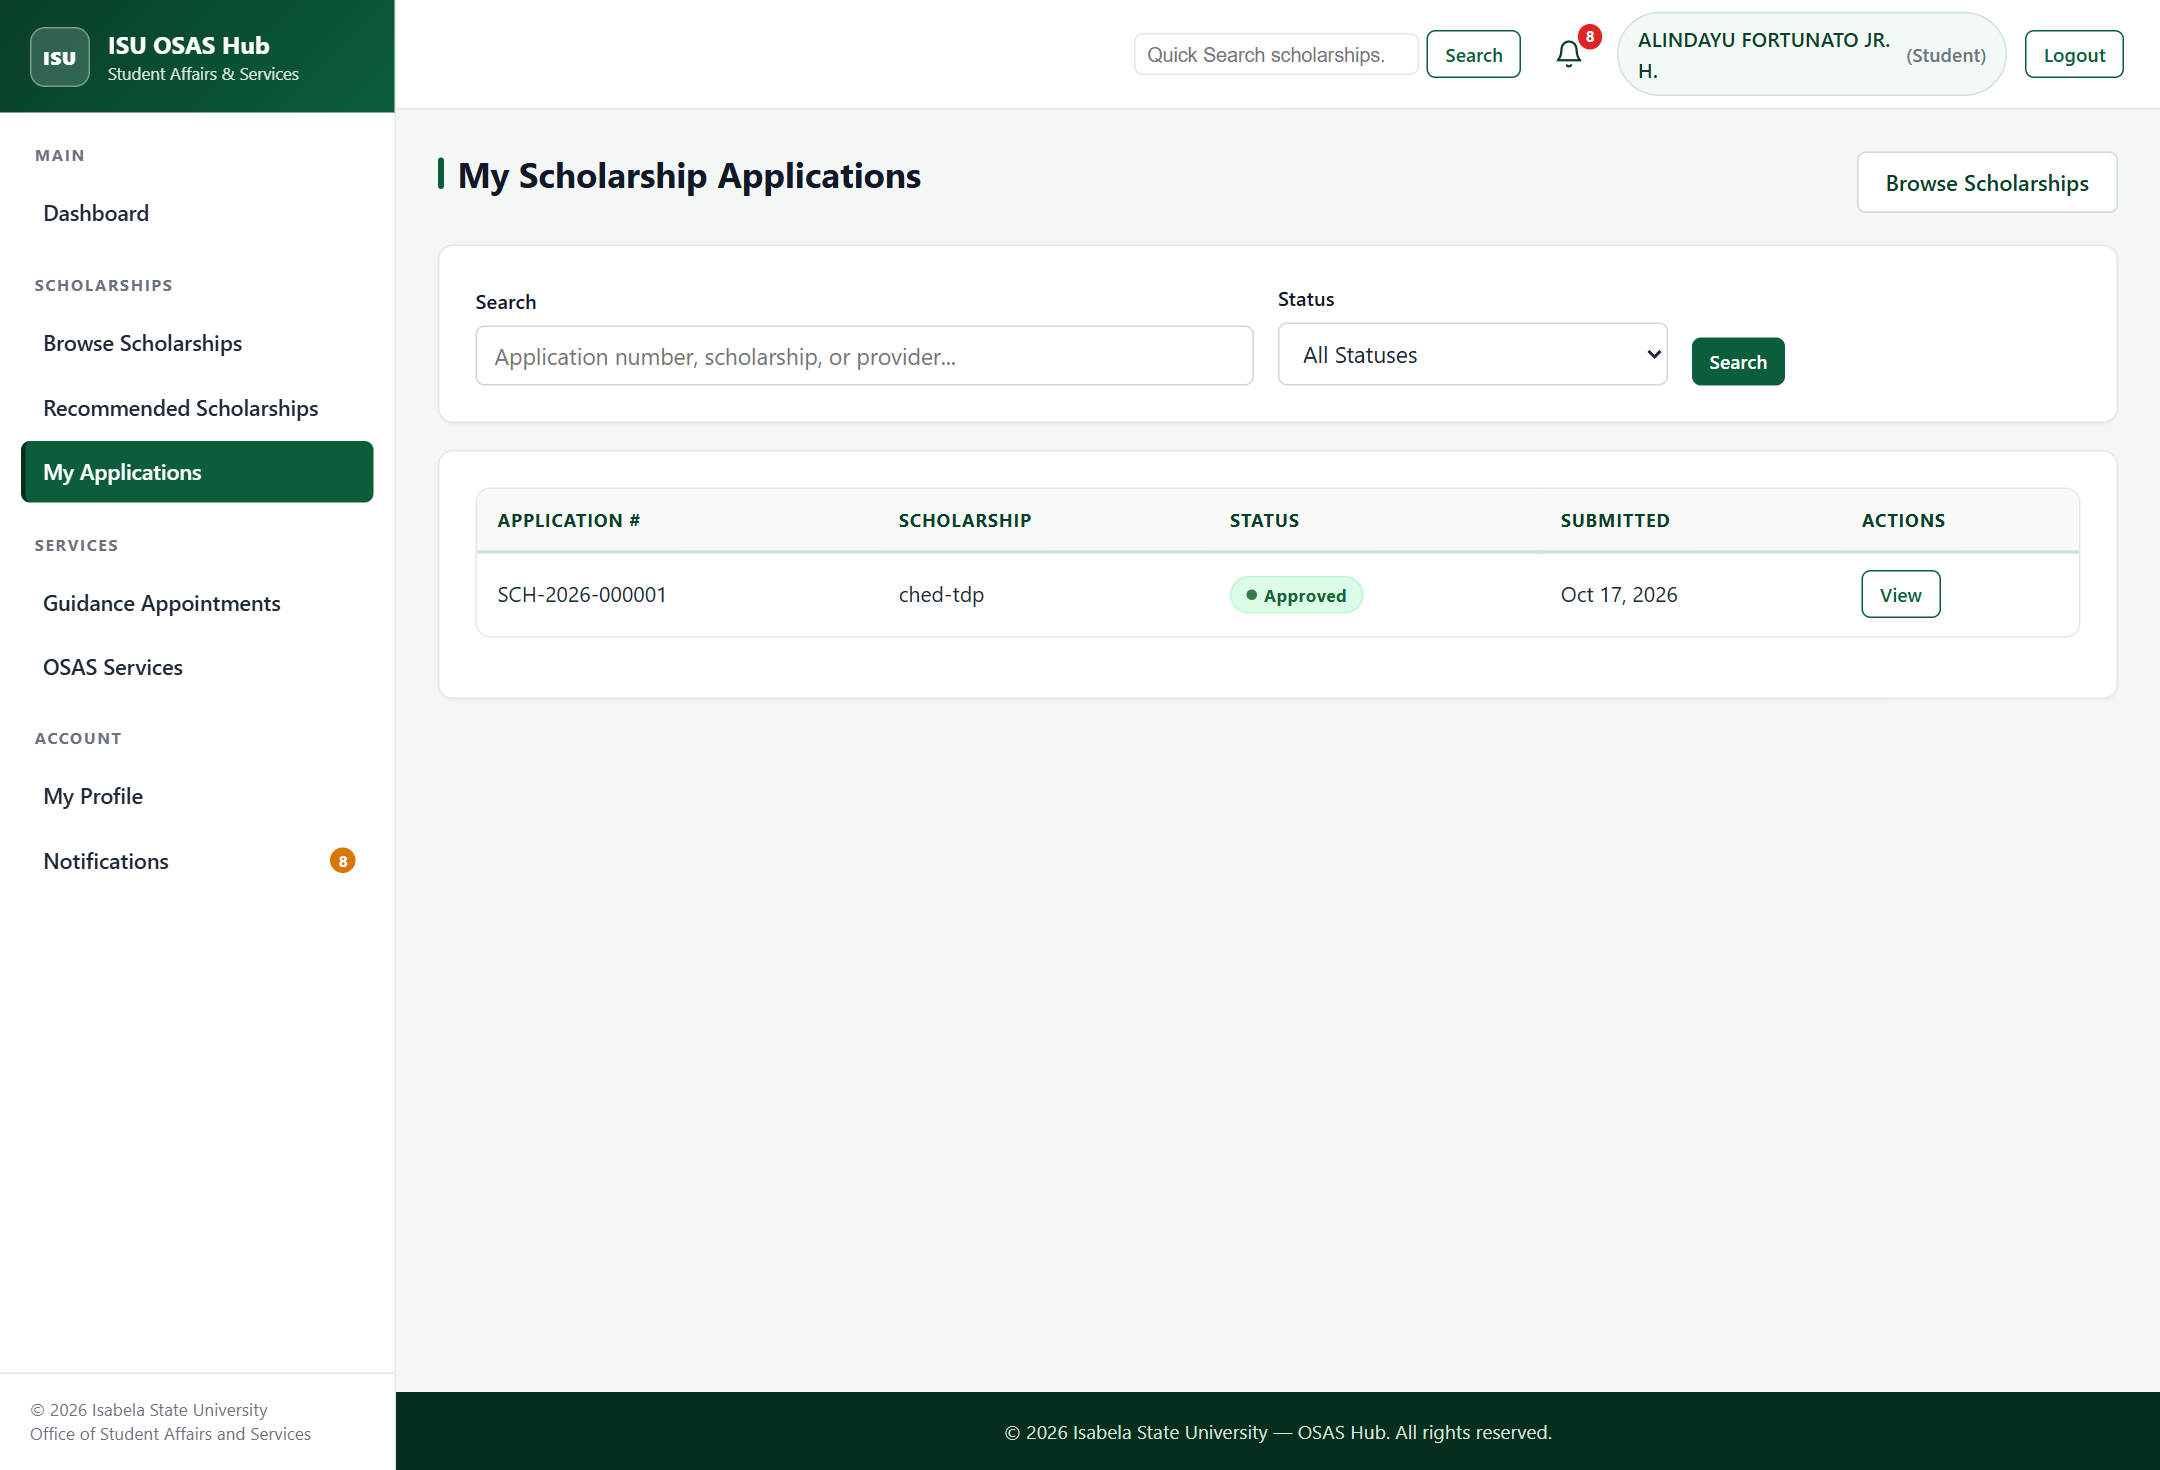 ISU
ISU OSAS Hub
Student Affairs & Services
MAIN
Dashboard
SCHOLARSHIPS
Browse Scholarships
Recommended Scholarships
My Applications
SERVICES
Guidance Appointments
OSAS Services
ACCOUNT
My Profile
Notifications 8
© 2026 Isabela State University
Office of Student Affairs and Services
Quick Search scholarships.
Search
8
ALINDAYU FORTUNATO JR.
H.
(Student)
Logout
My Scholarship Applications
Browse Scholarships
Search
Application number, scholarship, or provider...
Status
All Statuses
Search
APPLICATION # SCHOLARSHIP STATUS SUBMITTED ACTIONS
SCH-2026-000001 ched-tdp Approved Oct 17, 2026 View
© 2026 Isabela State University — OSAS Hub. All rights reserved.